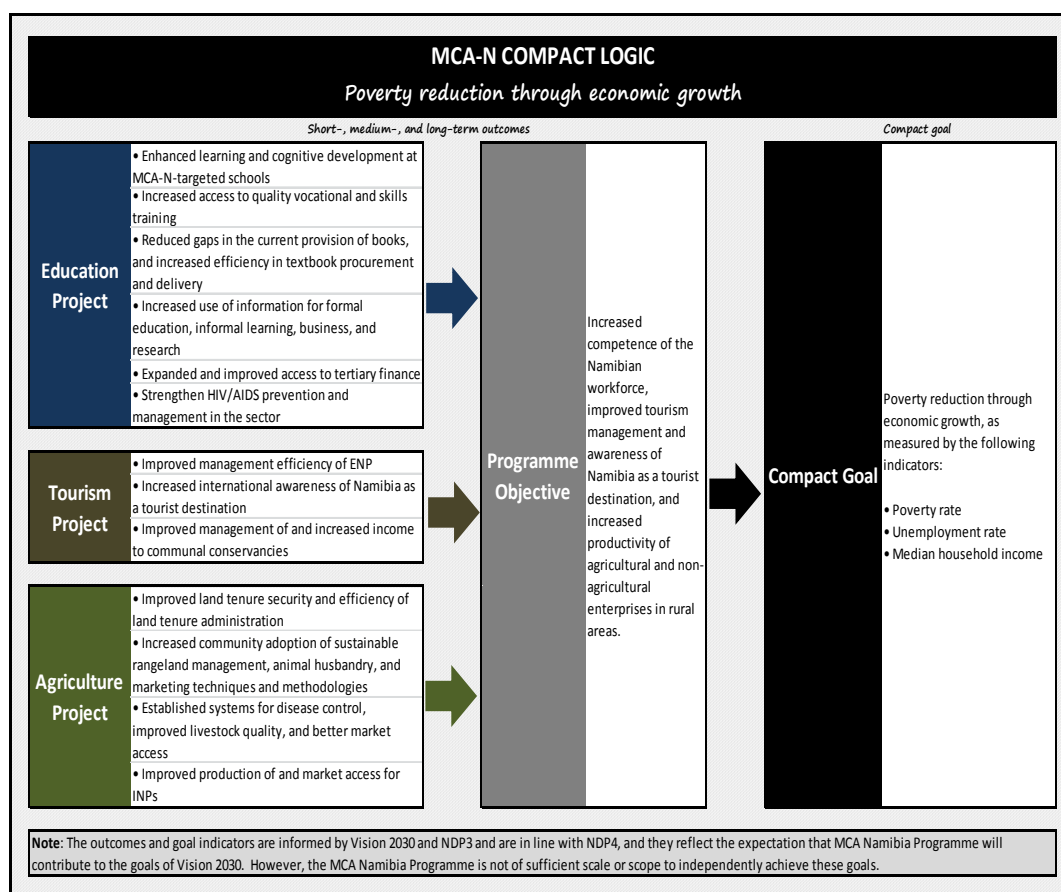 MCA-N COMPACT LOGIC
Poverty reduction through economic growth
Short-, medium-, and long-term outcomes
Compact goal
Education
Project
• Enhanced learning and cognitive development at
MCA-N-targeted schools
• Increased access to quality vocational and skills
training
• Reduced gaps in the current provision of books,
and increased efficiency in textbook procurement
and delivery
• Increased use of information for formal
education, informal learning, business, and
research
• Expanded and improved access to tertiary finance
• Strengthen HIV/AIDS prevention and
management in the sector
Tourism
Project
• Improved management efficiency of ENP
• Increased international awareness of Namibia as
a tourist destination
• Improved management of and increased income
to communal conservancies
Agriculture
Project
• Improved land tenure security and efficiency of
land tenure administration
• Increased community adoption of sustainable
rangeland management, animal husbandry, and
marketing techniques and methodologies
• Established systems for disease control,
improved livestock quality, and better market
access
• Improved production of and market access for
INPs
Programme
Objective
Increased
competence of the
Namibian
workforce,
improved tourism
management and
awareness of
Namibia as a tourist
destination, and
increased
productivity of
agricultural and non-
agricultural
enterprises in rural
areas.
Compact Goal
Poverty reduction through
economic growth, as
measured by the following
indicators:
• Poverty rate
• Unemployment rate
• Median household income
Note: The outcomes and goal indicators are informed by Vision 2030 and NDP3 and are in line with NDP4, and they reflect the expectation that MCA Namibia Programme will
contribute to the goals of Vision 2030. However, the MCA Namibia Programme is not of sufficient scale or scope to independently achieve these goals.